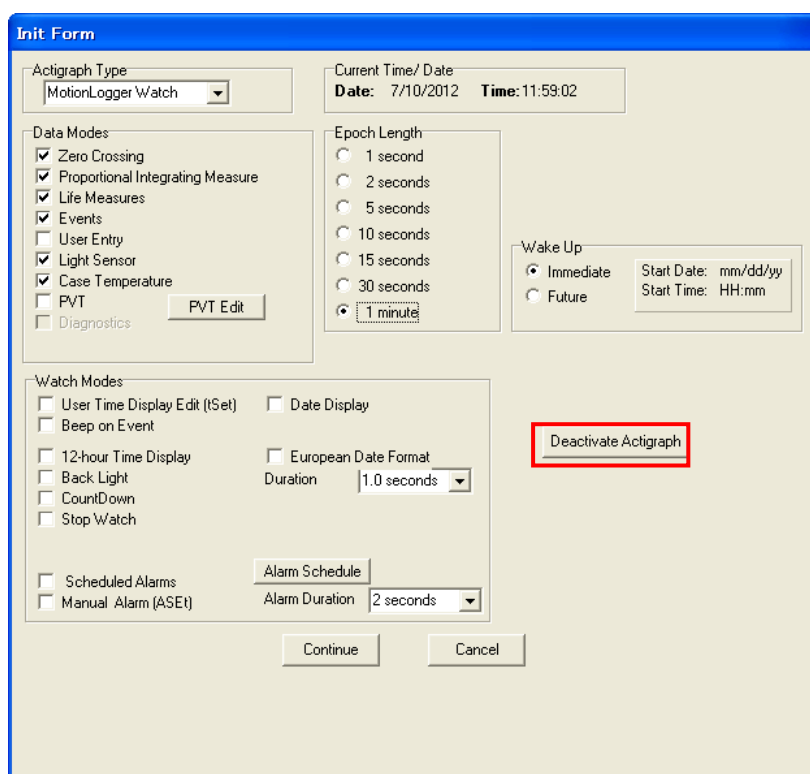 Init Form
Actigraph Type
MotionLogger Watch
Current Time/ Date
Date: 7/10/2012 Time: 11:59:02
Data Modes
Zero Crossing
Proportional Integrating Measure
Life Measures
Events
User Entry
Light Sensor
Case Temperature
PVT
PVT Edit
Diagnostics
Epoch Length
1 second
2 seconds
5 seconds
10 seconds
15 seconds
30 seconds
1 minute
Wake Up
Immediate
Future
Start Date: mm/dd/yy
Start Time: HH:mm
Watch Modes
User Time Display Edit (tSet)
Date Display
Beep on Event
12-hour Time Display
European Date Format
Back Light
Duration
1.0 seconds
CountDown
Stop Watch
Scheduled Alarms
Alarm Schedule
Manual Alarm (ASEt)
Alarm Duration
2 seconds
Deactivate Actigraph
Continue
Cancel